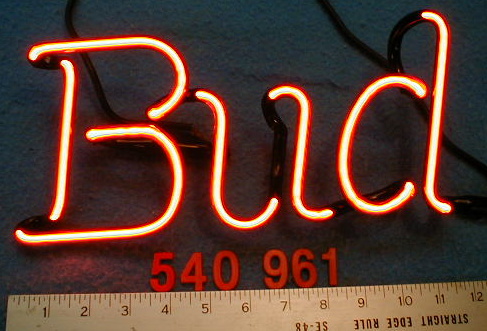 Bud
540 961
1 2 3 4 5 6 7 8 9 10 11 12
STRAIGHT EDGE RULE SE-48